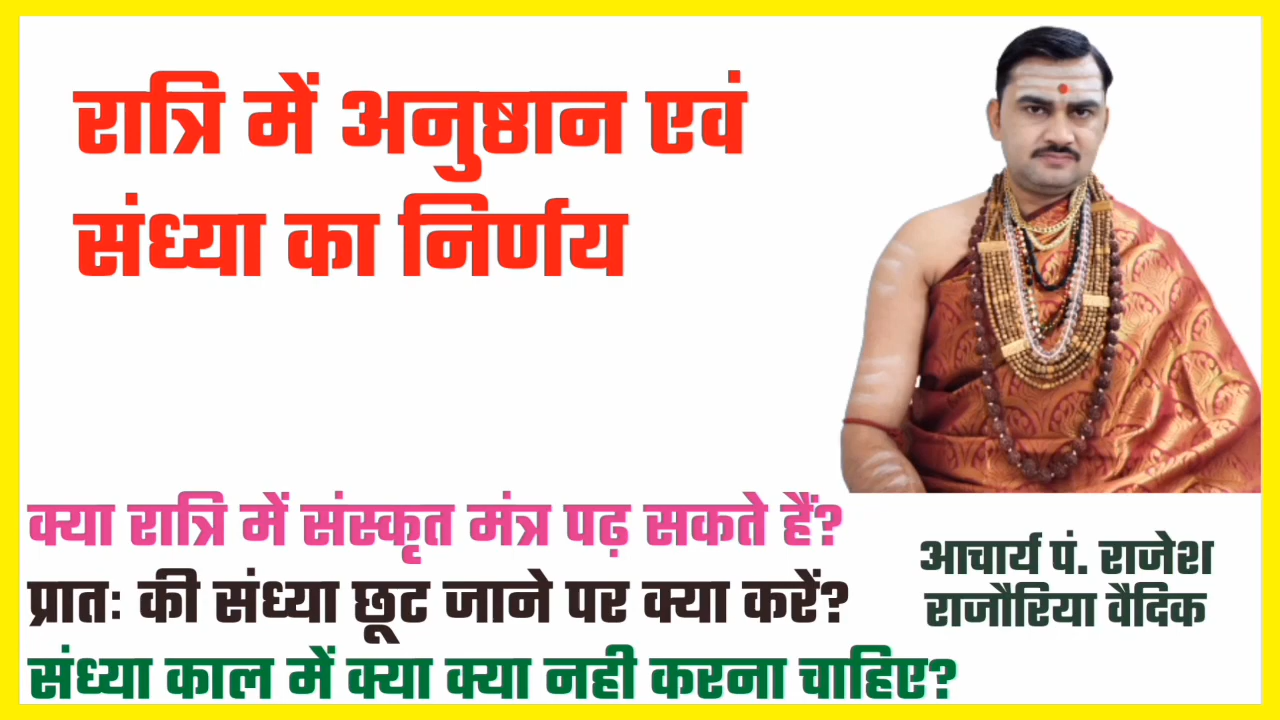 रात्रि में अनुष्ठान एवं
संध्या का निर्णय
क्या रात्रि में संस्कृत मंत्र पढ़ सकते हैं?
प्रातः की संध्या छूट जाने पर क्या करें?
संध्या काल में क्या क्या नही करना चाहिए?
आचार्य पं. राजेश
राजौरिया वैदिक